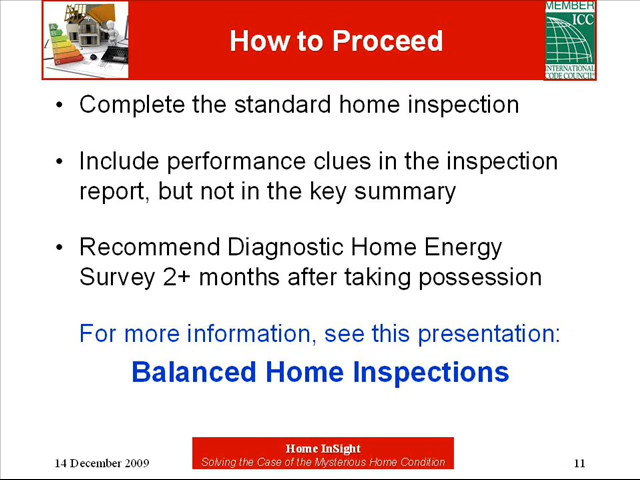 MEMBER
ICC
INTERNATIONAL
CODE COUNCIL
How to Proceed
• Complete the standard home inspection
• Include performance clues in the inspection
report, but not in the key summary
• Recommend Diagnostic Home Energy
Survey 2+ months after taking possession
For more information, see this presentation:
Balanced Home Inspections
14 December 2009
Home InSight
Solving the Case of the Mysterious Home Condition
11